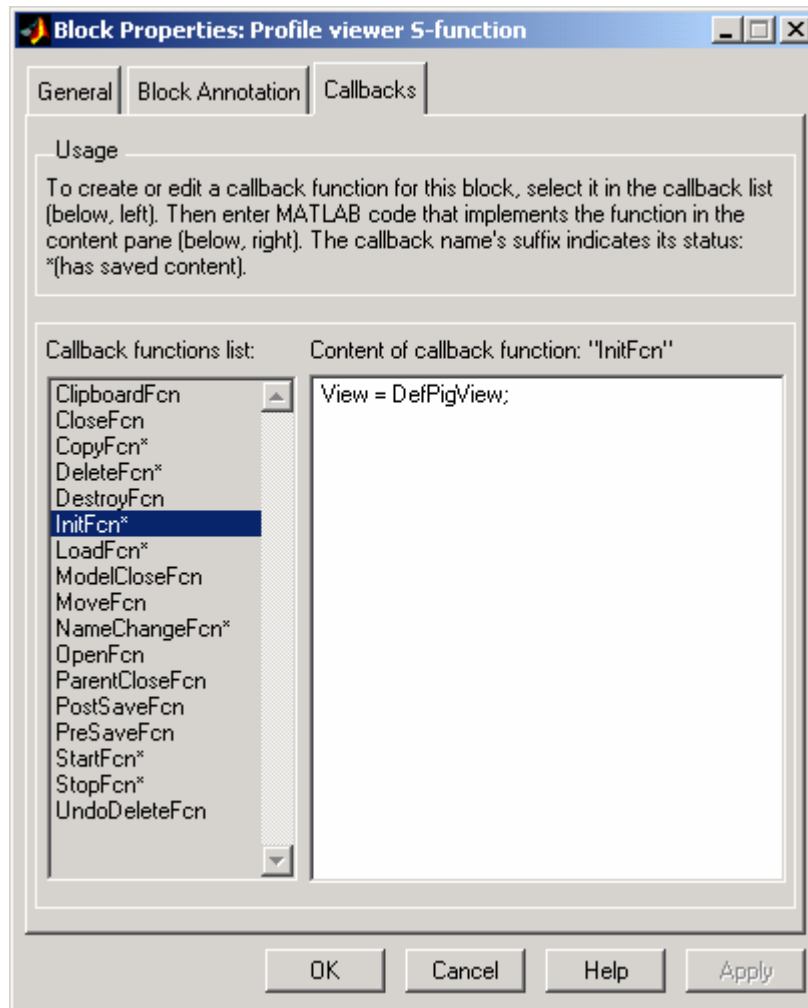 Block Properties: Profile viewer S-function
General
Block Annotation
Callbacks
Usage
To create or edit a callback function for this block, select it in the callback list
(below, left). Then enter MATLAB code that implements the function in the
content pane (below, right). The callback name's suffix indicates its status:
*(has saved content).
Callback functions list:
Content of callback function: "InitFcn"
ClipboardFcn
CloseFcn
CopyFcn*
DeleteFcn*
DestroyFcn
InitFcn*
LoadFcn*
ModelCloseFcn
MoveFcn
NameChangeFcn*
OpenFcn
ParentCloseFcn
PostSaveFcn
PreSaveFcn
StartFcn*
StopFcn*
UndoDeleteFcn
View = DefPigView;
OK
Cancel
Help
Apply